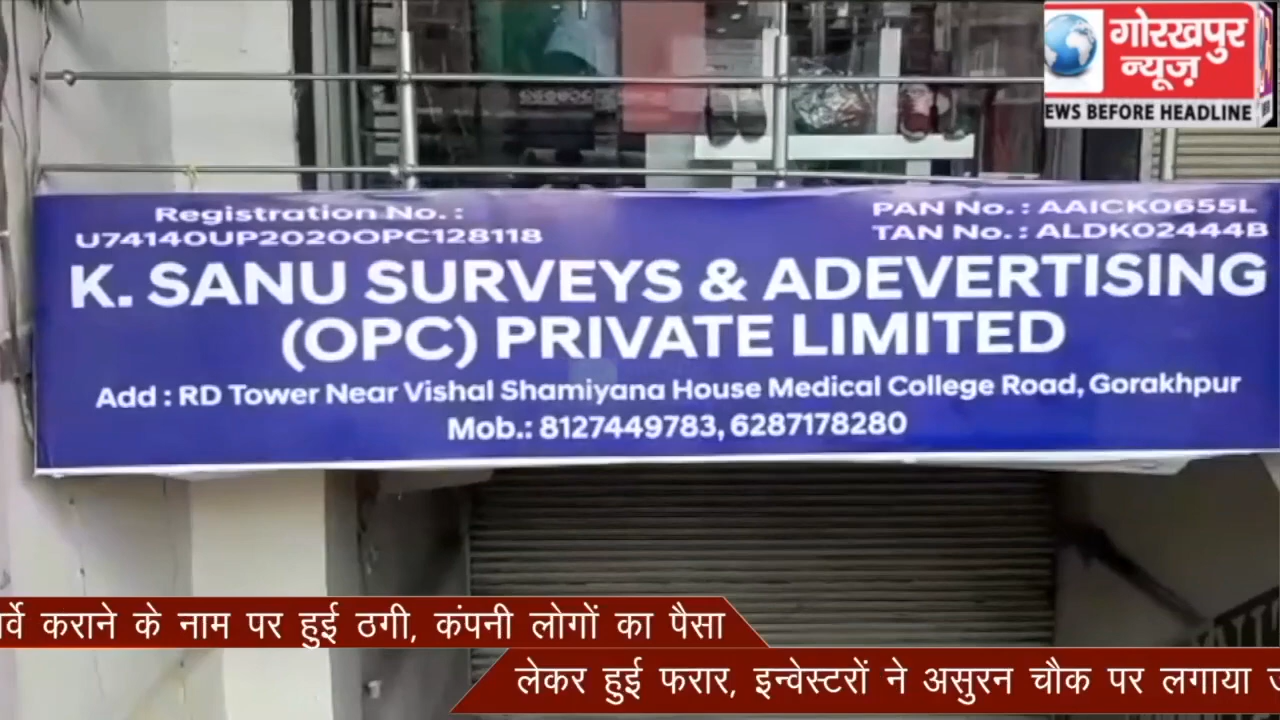 गोरखपुर
न्यूज़
EWS BEFORE HEADLINE
Registration No. :
U74140UP2020OPC128118
PAN No. : AAICK0655L
TAN No. : ALDK02444B
K. SANU SURVEYS & ADEVERTISING
(OPC) PRIVATE LIMITED
Add : RD Tower Near Vishal Shamiyana House Medical College Road, Gorakhpur
Mob.: 8127449783, 6287178280
र्वे कराने के नाम पर हुई ठगी, कंपनी लोगों का पैसा
लेकर हुई फरार, इन्वेस्टरों ने असुरन चौक पर लगाया